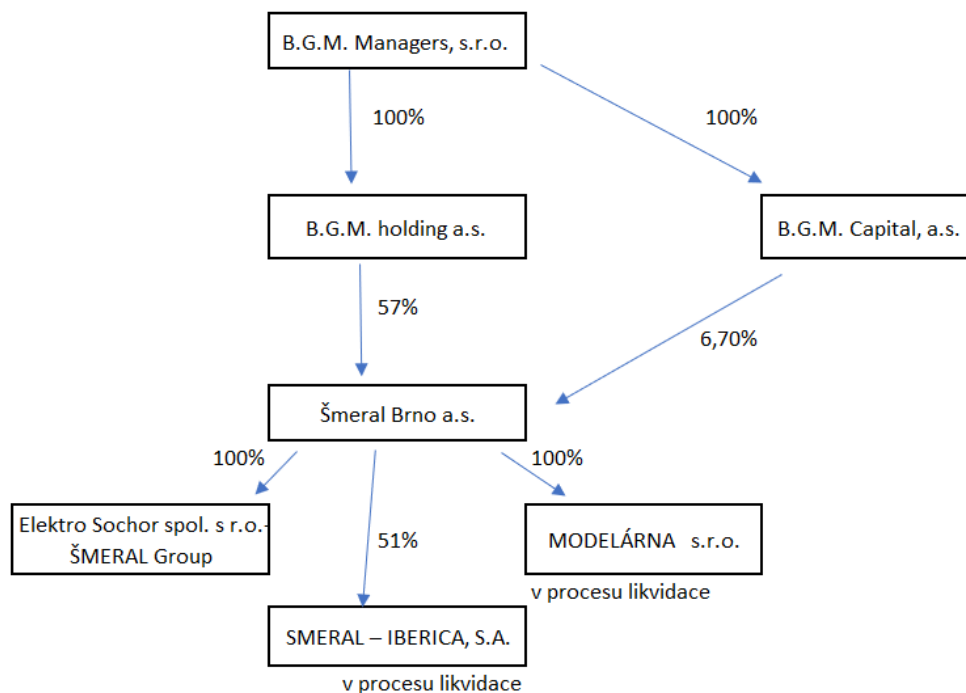 B.G.M. Managers, s.r.o.
100%
100%
B.G.M. holding a.s.
B.G.M. Capital, a.s.
57%
6,70%
Šmeral Brno a.s.
100%
100%
Elektro Sochor spol. s r.o.-
ŠMERAL Group
51%
MODELÁRNA s.r.o.
v procesu likvidace
SMERAL – IBERICA, S.A.
v procesu likvidace